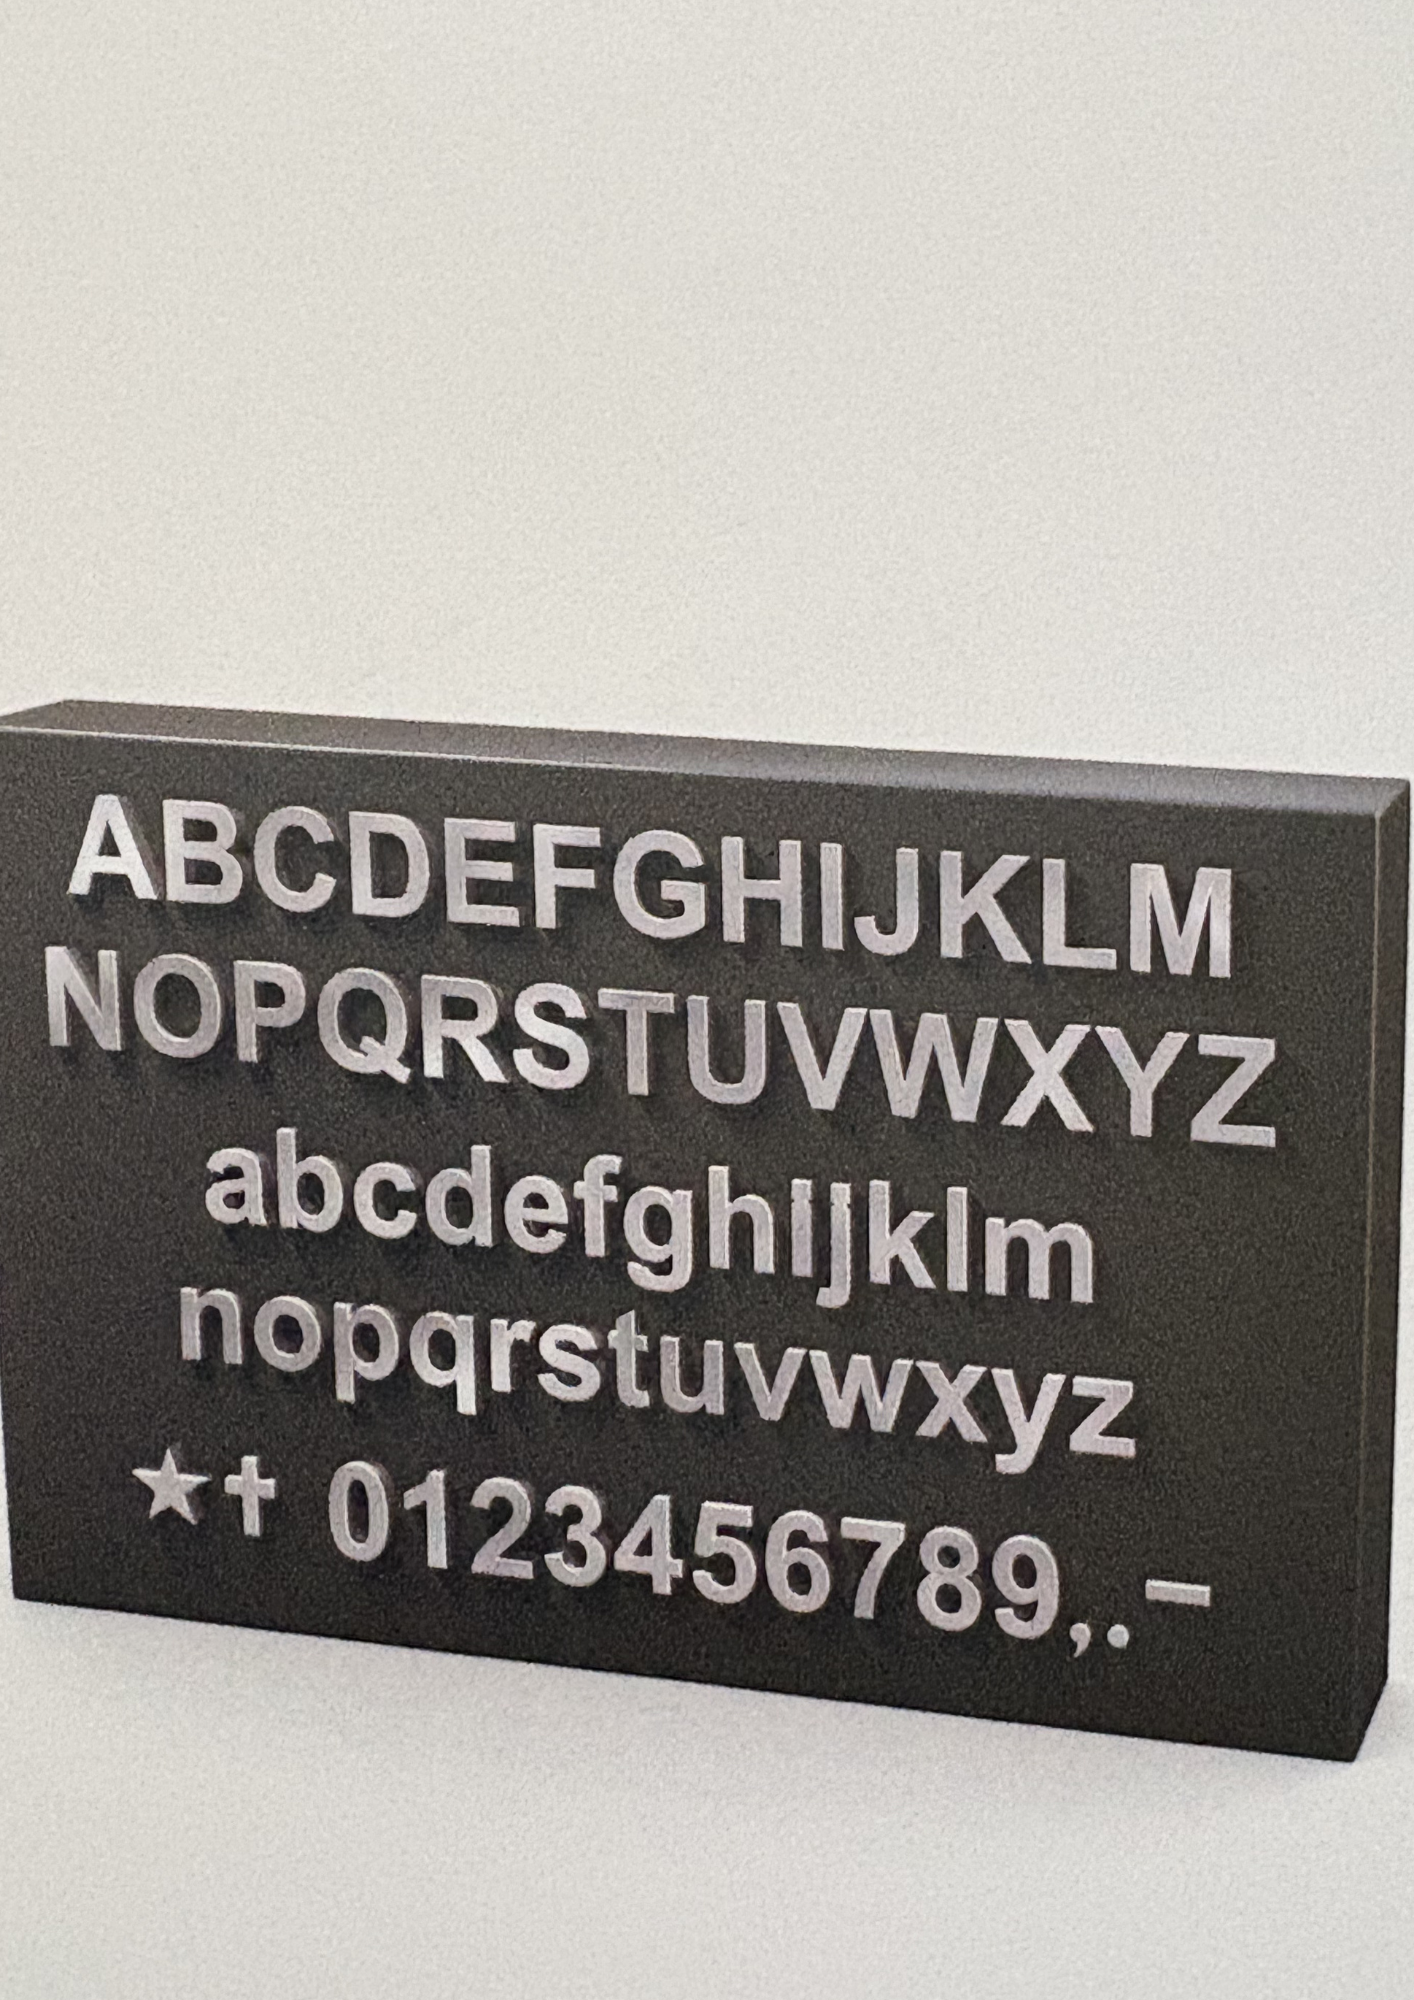 ABCDEFGHIJKLM
NOPQRSTUVWXYZ
abcdefghijklm
nopqrstuvwxyz
★† 0123456789,.-